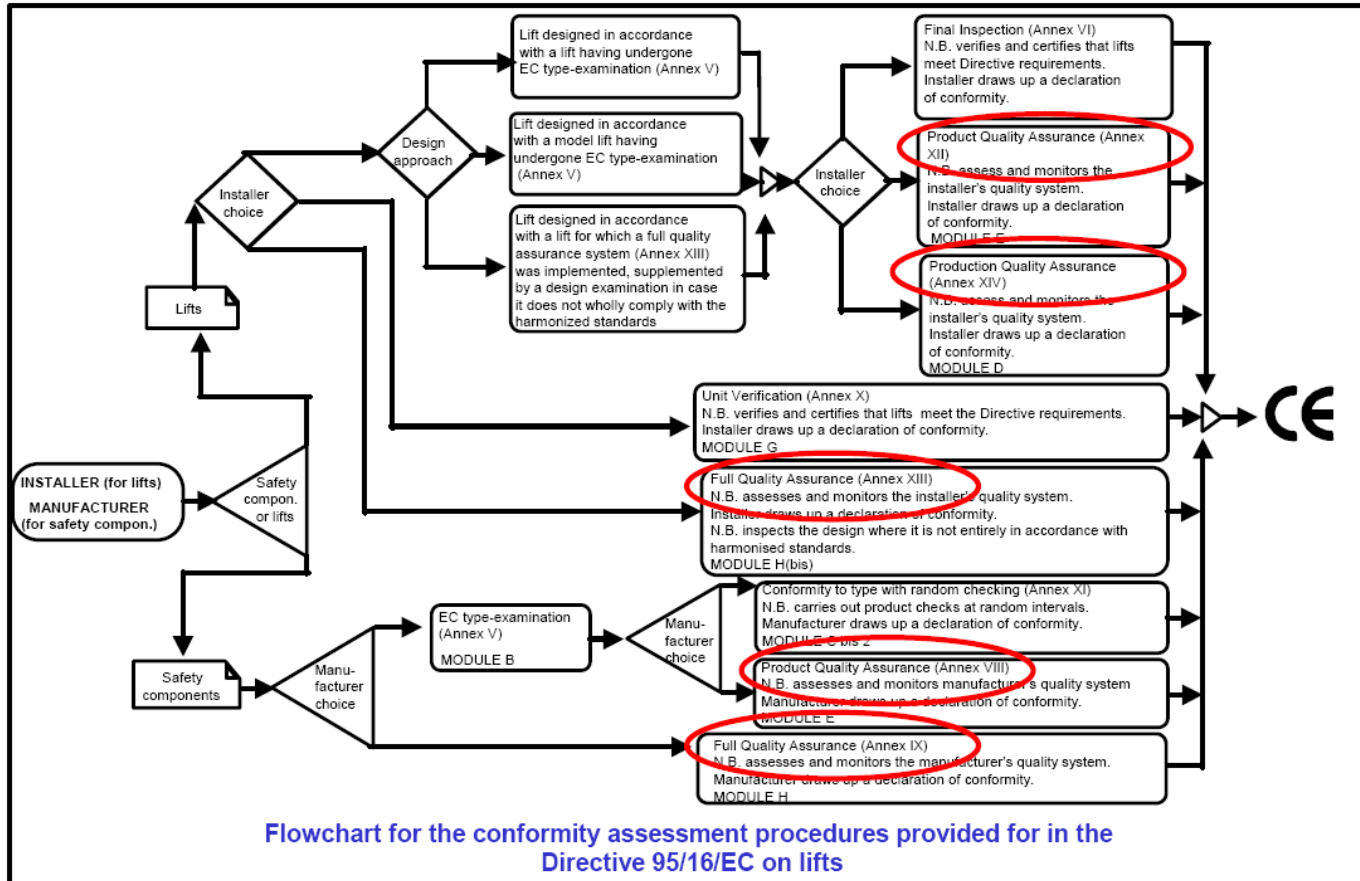 Lift designed in accordance
with a lift having undergone
EC type-examination (Annex V)
Final Inspection (Annex VI)
N.B. verifies and certifies that lifts
meet Directive requirements.
Installer draws up a declaration
of conformity.
Design
approach
Lift designed in accordance
with a model lift having
undergone EC type-examination
(Annex V)
Installer
choice
Product Quality Assurance (Annex
XII)
N.B. assess and monitors the
installer's quality system.
Installer draws up a declaration
of conformity.
MODULE E
Installer
choice
Lift designed in accordance
with a lift for which a full quality
assurance system (Annex XIII)
was implemented, supplemented
by a design examination in case
it does not wholly comply with the
harmonized standards
Production Quality Assurance
(Annex XIV)
N.B. assess and monitors the
installer's quality system.
Installer draws up a declaration
of conformity.
MODULE D
Lifts
Unit Verification (Annex X)
N.B. verifies and certifies that lifts meet the Directive requirements.
Installer draws up a declaration of conformity.
MODULE G
CE
INSTALLER (for lifts)
MANUFACTURER
(for safety compon.)
Safety
compon.
or lifts
Full Quality Assurance (Annex XIII)
N.B. assesses and monitors the installer's quality system.
Installer draws up a declaration of conformity.
N.B. inspects the design where it is not entirely in accordance with
harmonised standards.
MODULE H(bis)
Safety
components
Manu-
facturer
choice
EC type-examination
(Annex V)
MODULE B
Manu-
facturer
choice
Conformity to type with random checking (Annex XI)
N.B. carries out product checks at random intervals.
Manufacturer draws up a declaration of conformity.
MODULE C bis 2
Product Quality Assurance (Annex VIII)
N.B. assesses and monitors manufacturer's quality system
Manufacturer draws up a declaration of conformity.
MODULE E
Full Quality Assurance (Annex IX)
N.B. assesses and monitors the manufacturer's quality system.
Manufacturer draws up a declaration of conformity.
MODULE H
Flowchart for the conformity assessment procedures provided for in the
Directive 95/16/EC on lifts